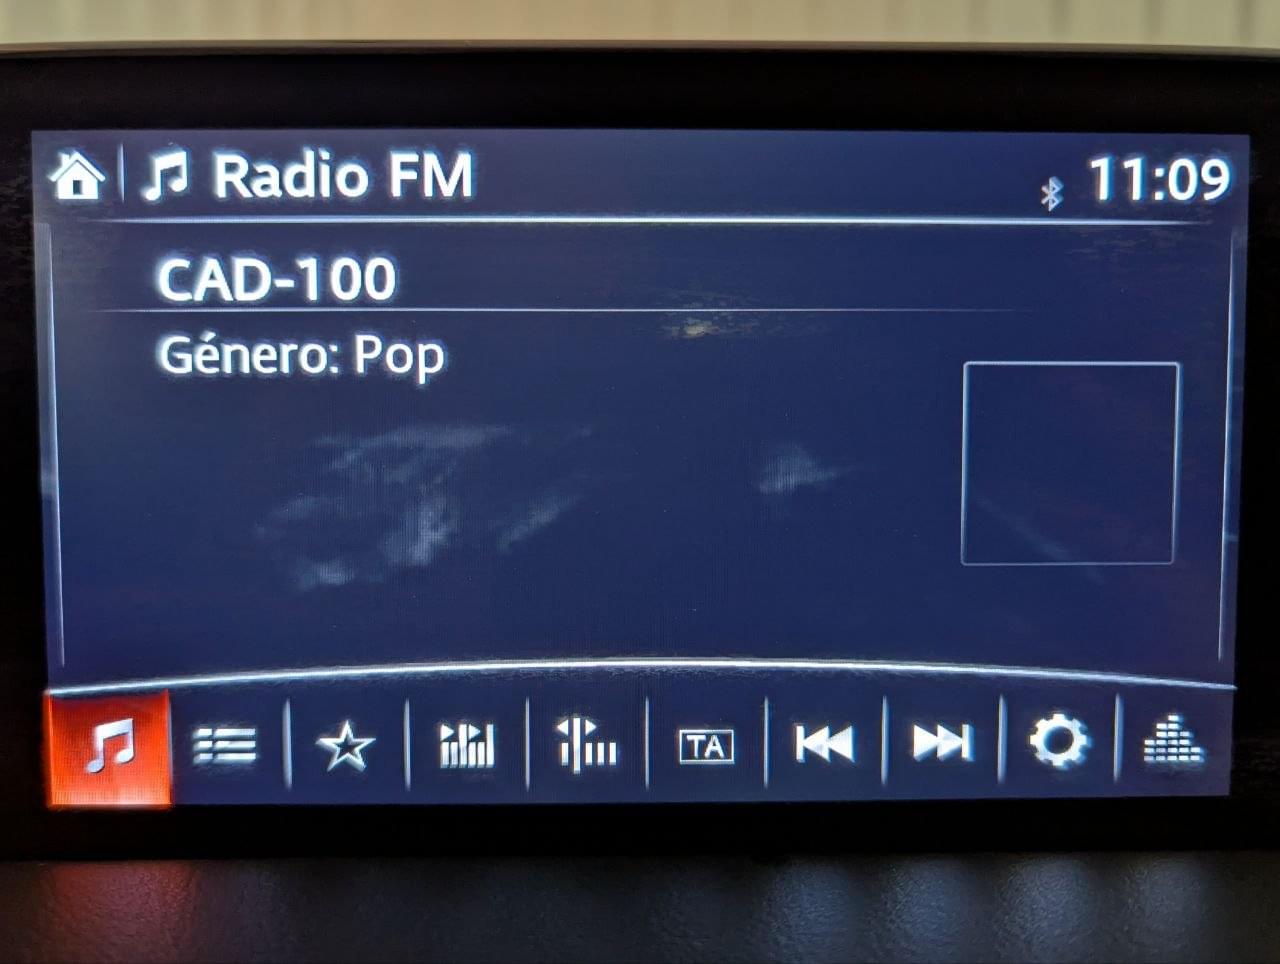 Radio FM
11:09
CAD-100
Género: Pop
TA